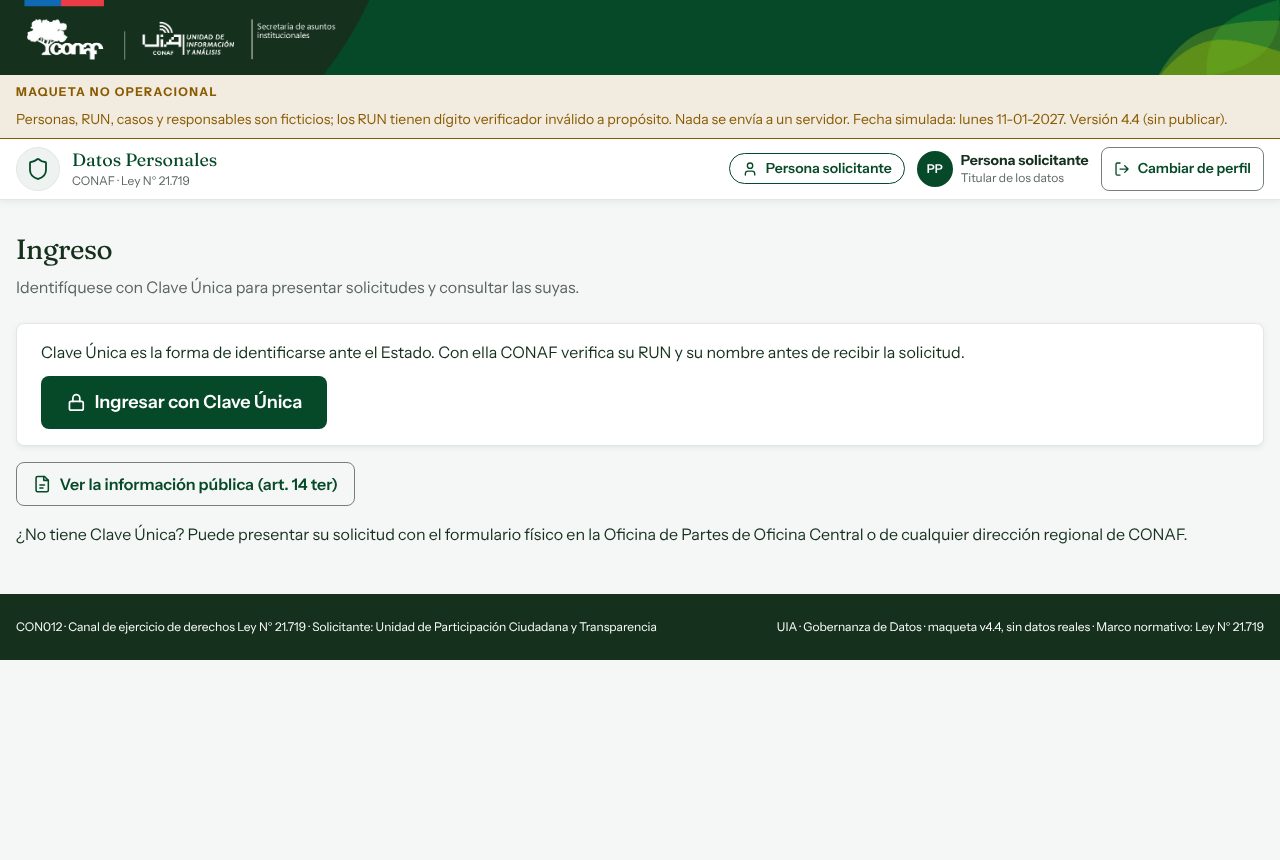 conaf
UIA
CONAF
UNIDAD DE
INFORMACIÓN
Y ANÁLISIS
Secretaría de asuntos
institucionales
MAQUETA NO OPERACIONAL
Personas, RUN, casos y responsables son ficticios; los RUN tienen dígito verificador inválido a propósito. Nada se envía a un servidor. Fecha simulada: lunes 11-01-2027. Versión 4.4 (sin publicar).
Datos Personales
CONAF · Ley N° 21.719
Persona solicitante
PP
Persona solicitante
Titular de los datos
Cambiar de perfil
Ingreso
Identifíquese con Clave Única para presentar solicitudes y consultar las suyas.
Clave Única es la forma de identificarse ante el Estado. Con ella CONAF verifica su RUN y su nombre antes de recibir la solicitud.
Ingresar con Clave Única
Ver la información pública (art. 14 ter)
¿No tiene Clave Única? Puede presentar su solicitud con el formulario físico en la Oficina de Partes de Oficina Central o de cualquier dirección regional de CONAF.
CON012 · Canal de ejercicio de derechos Ley N° 21.719 · Solicitante: Unidad de Participación Ciudadana y Transparencia
UIA · Gobernanza de Datos · maqueta v4.4, sin datos reales · Marco normativo: Ley N° 21.719